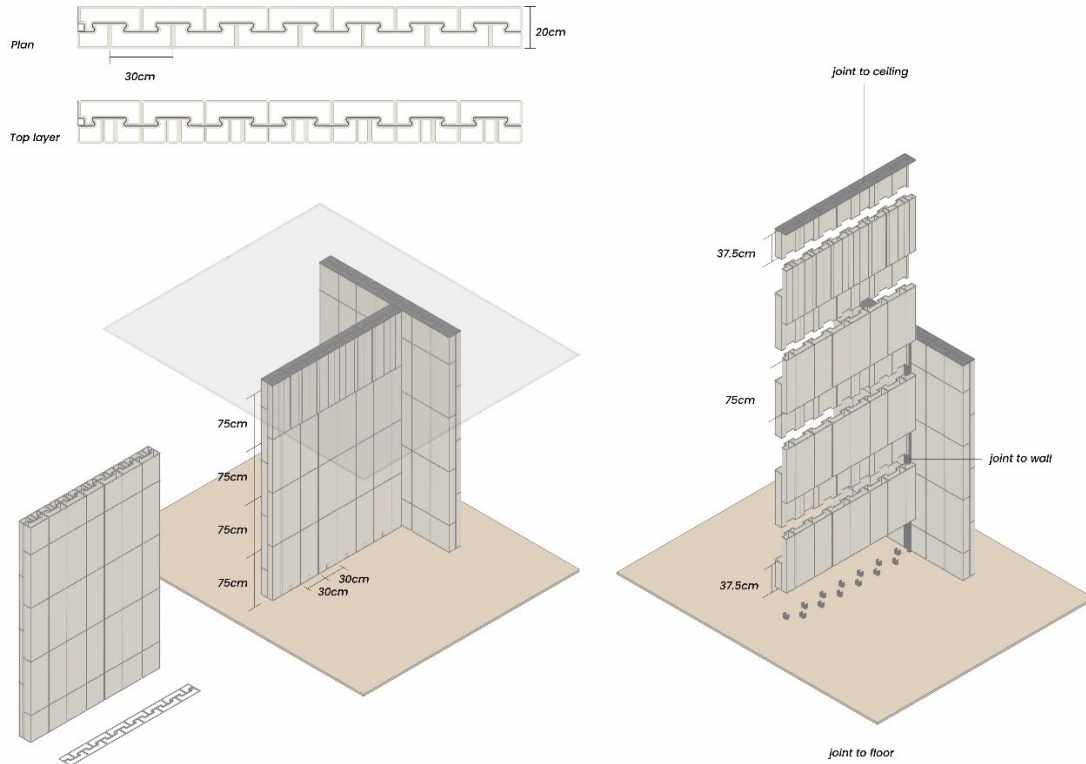 Plan
20cm
30cm
Top layer
joint to ceiling
37.5cm
75cm
75cm
75cm
75cm
75cm
30cm
30cm
joint to wall
37.5cm
joint to floor